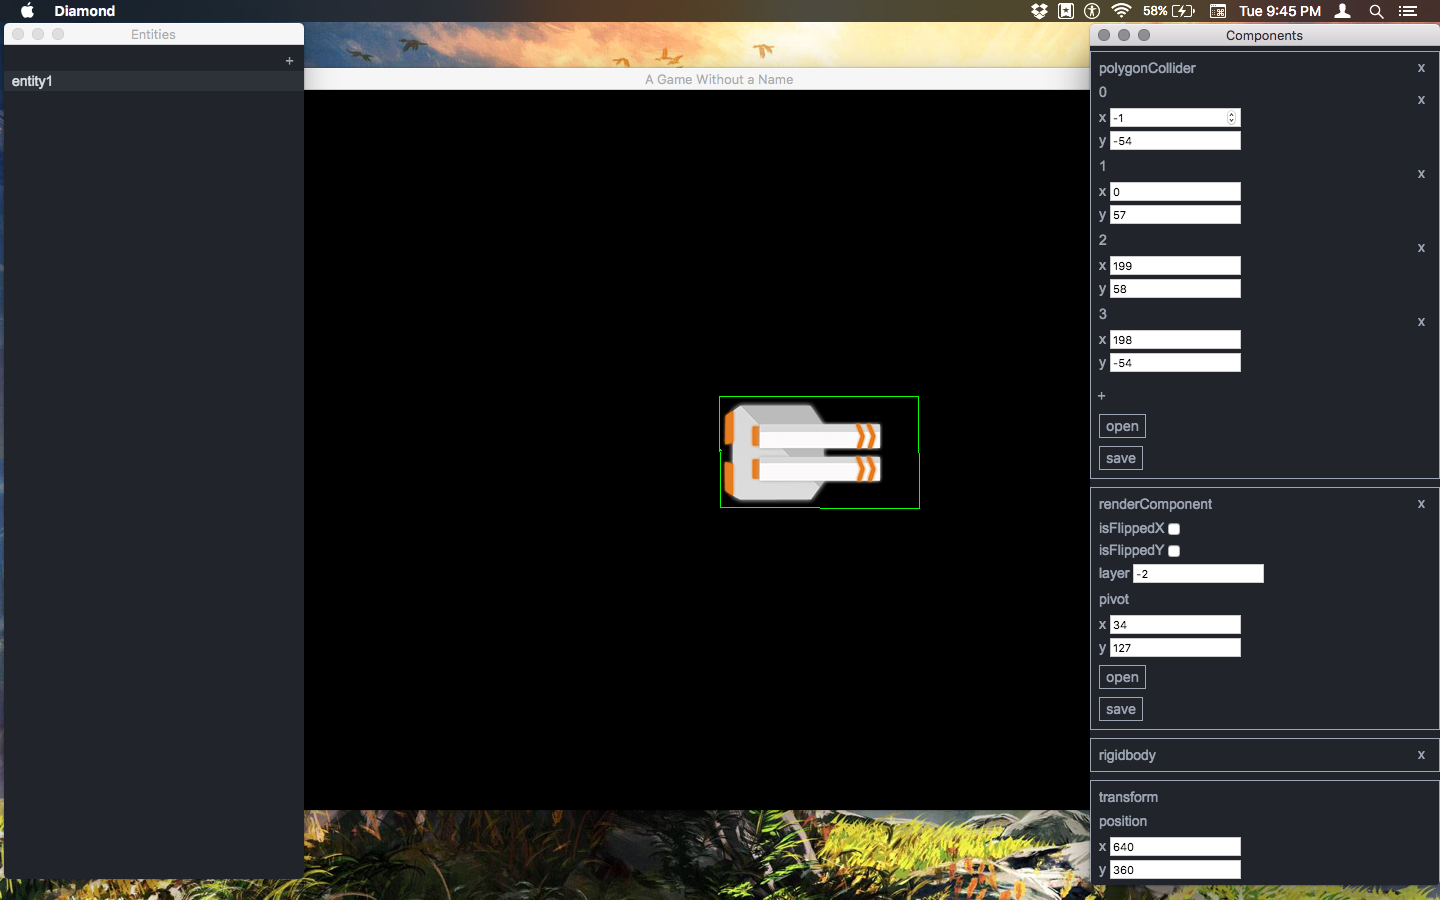 Diamond
58%
Tue 9:45 PM
Entities
+
entity1
A Game Without a Name
Components
polygonCollider x
0 x
x -1
y -54
1 x
x 0
y 57
2 x
x 199
y 58
3 x
x 198
y -54
+
open
save
renderComponent x
isFlippedX
isFlippedY
layer -2
pivot
x 34
y 127
open
save
rigidbody x
transform
position
x 640
y 360